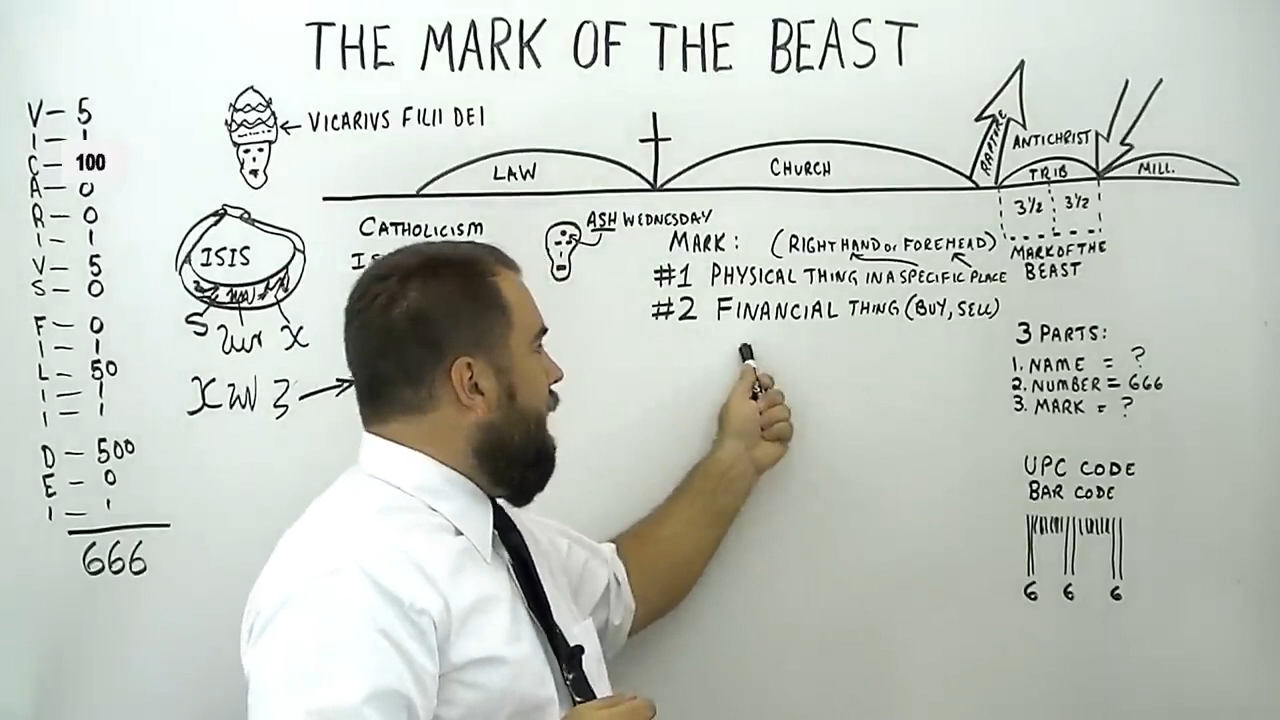 THE MARK OF THE BEAST
V - 5
I - 1
C - 100
A - 0
R - 0
I - 1
V - 5
S - 0
F - 0
I - 1
L - 50
I - 1
I - 1
D - 500
E - 0
I - 1
666
← VICARIVS FILII DEI
LAW
CHURCH
RAPTURE
ANTICHRIST
TRIB
MILL.
3½ 3½
MARK OF THE
BEAST
ISIS
S
X
CATHOLICISM
ASH WEDNESDAY
MARK: (RIGHT HAND OR FOREHEAD)
#1 PHYSICAL THING IN A SPECIFIC PLACE
#2 FINANCIAL THING (BUY, SELL)
3 PARTS:
1. NAME = ?
2. NUMBER = 666
3. MARK = ?
UPC CODE
BAR CODE
6 6 6